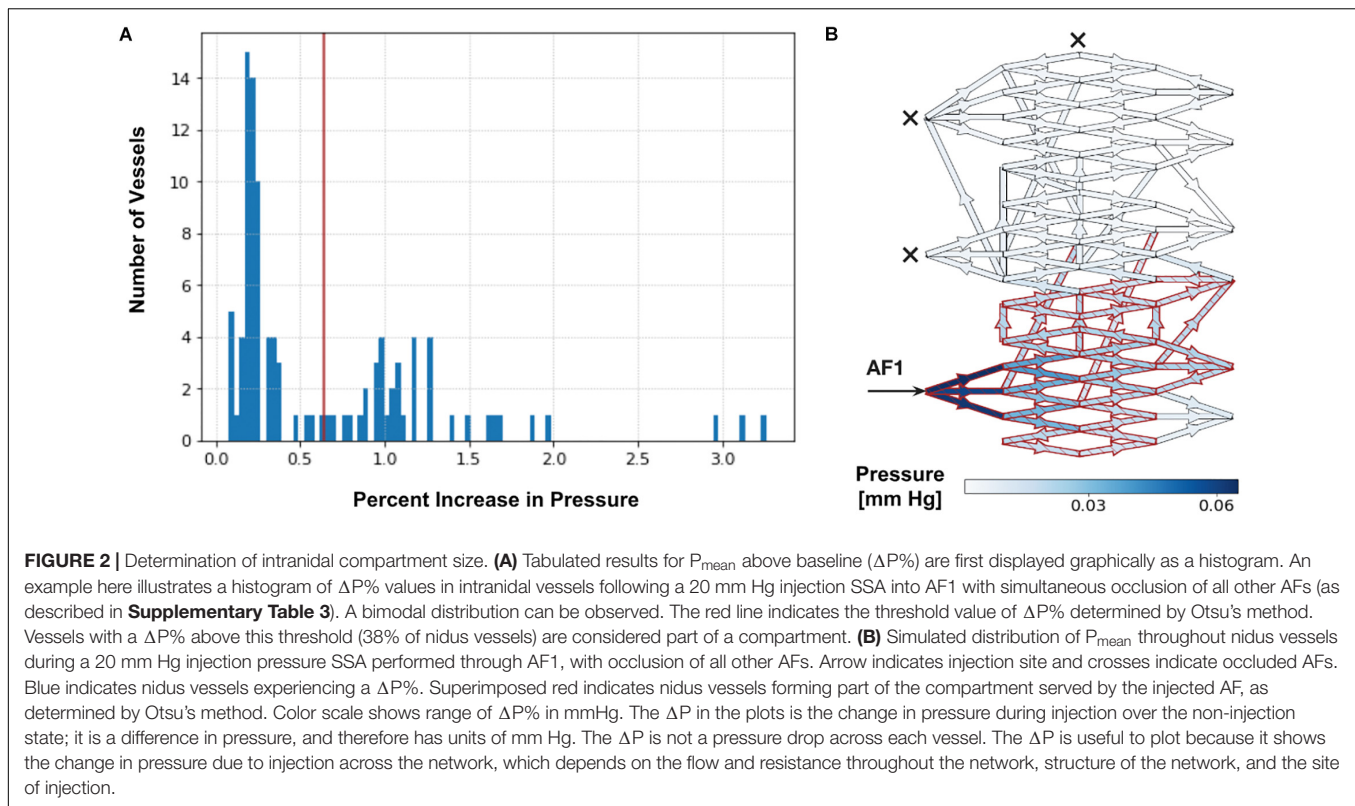 A
B
14
12
10
8
6
4
2
0
Number of Vessels
0.0 0.5 1.0 1.5 2.0 2.5 3.0
Percent Increase in Pressure
AF1
Pressure
[mm Hg]
0.03 0.06
FIGURE 2 | Determination of intranidal compartment size. (A) Tabulated results for Pmean above baseline (ΔP%) are first displayed graphically as a histogram. An
example here illustrates a histogram of ΔP% values in intranidal vessels following a 20 mm Hg injection SSA into AF1 with simultaneous occlusion of all other AFs (as
described in Supplementary Table 3). A bimodal distribution can be observed. The red line indicates the threshold value of ΔP% determined by Otsu's method.
Vessels with a ΔP% above this threshold (38% of nidus vessels) are considered part of a compartment. (B) Simulated distribution of Pmean throughout nidus vessels
during a 20 mm Hg injection pressure SSA performed through AF1, with occlusion of all other AFs. Arrow indicates injection site and crosses indicate occluded AFs.
Blue indicates nidus vessels experiencing a ΔP%. Superimposed red indicates nidus vessels forming part of the compartment served by the injected AF, as
determined by Otsu's method. Color scale shows range of ΔP% in mmHg. The ΔP in the plots is the change in pressure during injection over the non-injection
state; it is a difference in pressure, and therefore has units of mm Hg. The ΔP is not a pressure drop across each vessel. The ΔP is useful to plot because it shows
the change in pressure due to injection across the network, which depends on the flow and resistance throughout the network, structure of the network, and the site
of injection.